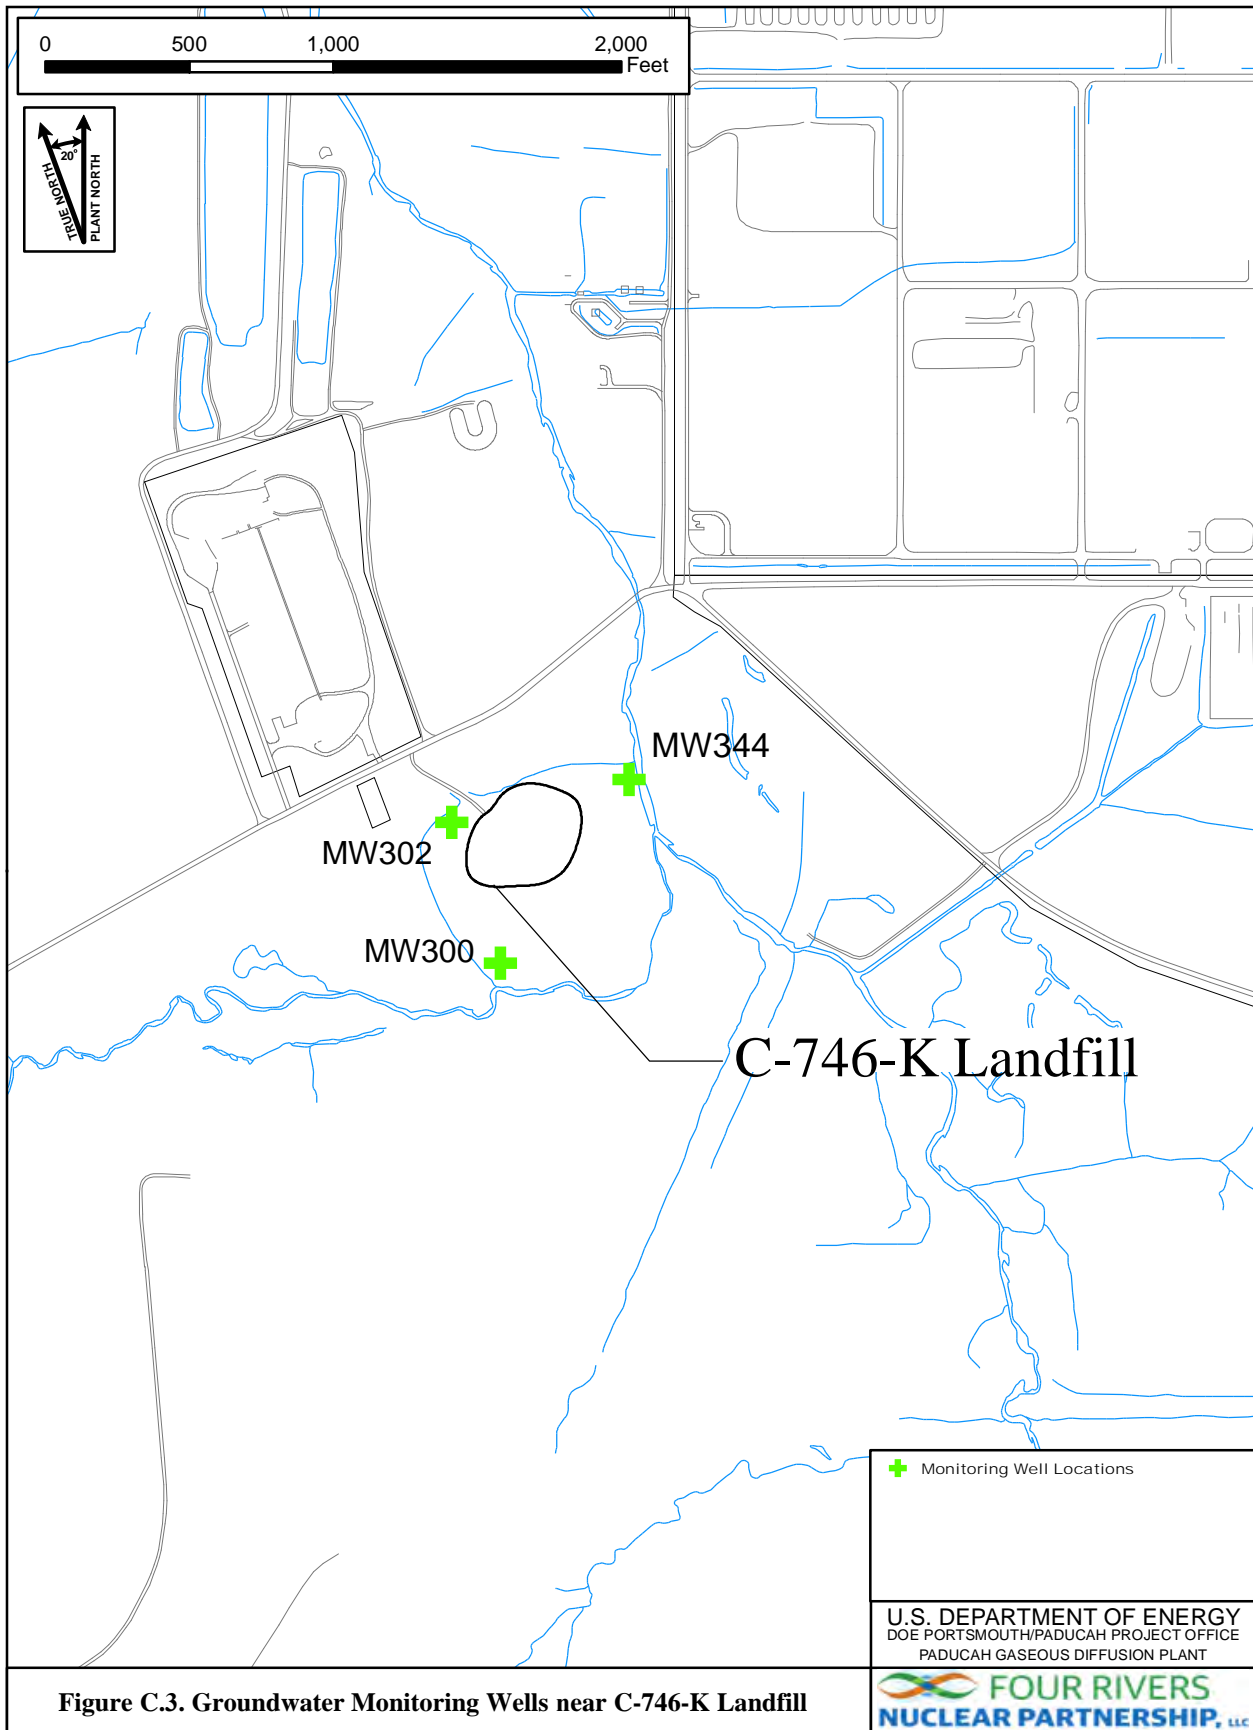 0 500 1,000 2,000
Feet
20°
TRUE NORTH
PLANT NORTH
MW344
MW302
MW300
C-746-K Landfill
Monitoring Well Locations
U.S. DEPARTMENT OF ENERGY
DOE PORTSMOUTH/PADUCAH PROJECT OFFICE
PADUCAH GASEOUS DIFFUSION PLANT
Figure C.3. Groundwater Monitoring Wells near C-746-K Landfill
FOUR RIVERS
NUCLEAR PARTNERSHIP, LLC